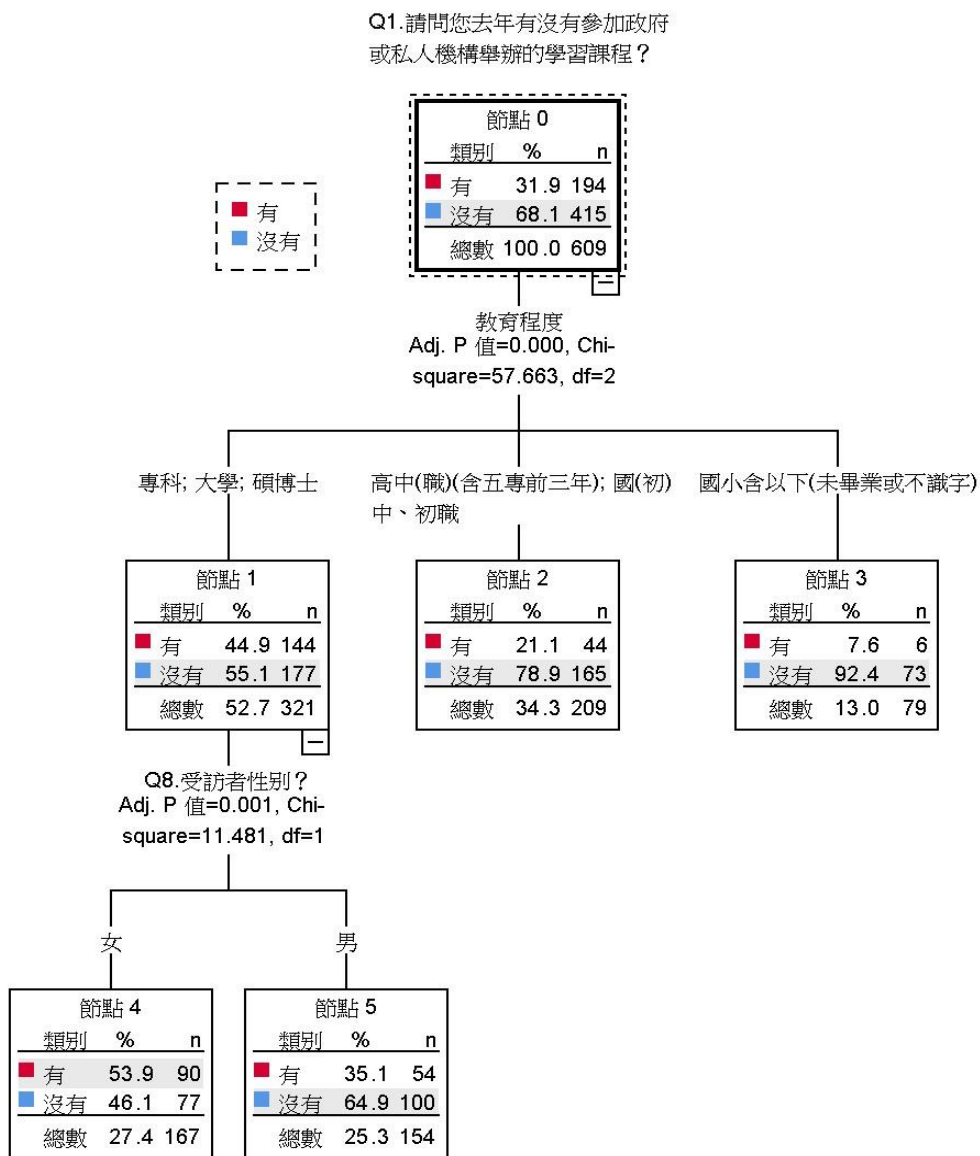 Q1.請問您去年有沒有參加政府
或私人機構舉辦的學習課程？
有
沒有
節點 0
類別 % n
有 31.9 194
沒有 68.1 415
總數 100.0 609
教育程度
Adj. P 值=0.000, Chi-
square=57.663, df=2
專科; 大學; 碩博士
高中(職)(含五專前三年); 國(初)
中、初職
國小含以下(未畢業或不識字)
節點 1
類別 % n
有 44.9 144
沒有 55.1 177
總數 52.7 321
節點 2
類別 % n
有 21.1 44
沒有 78.9 165
總數 34.3 209
節點 3
類別 % n
有 7.6 6
沒有 92.4 73
總數 13.0 79
Q8.受訪者性別？
Adj. P 值=0.001, Chi-
square=11.481, df=1
女
男
節點 4
類別 % n
有 53.9 90
沒有 46.1 77
總數 27.4 167
節點 5
類別 % n
有 35.1 54
沒有 64.9 100
總數 25.3 154